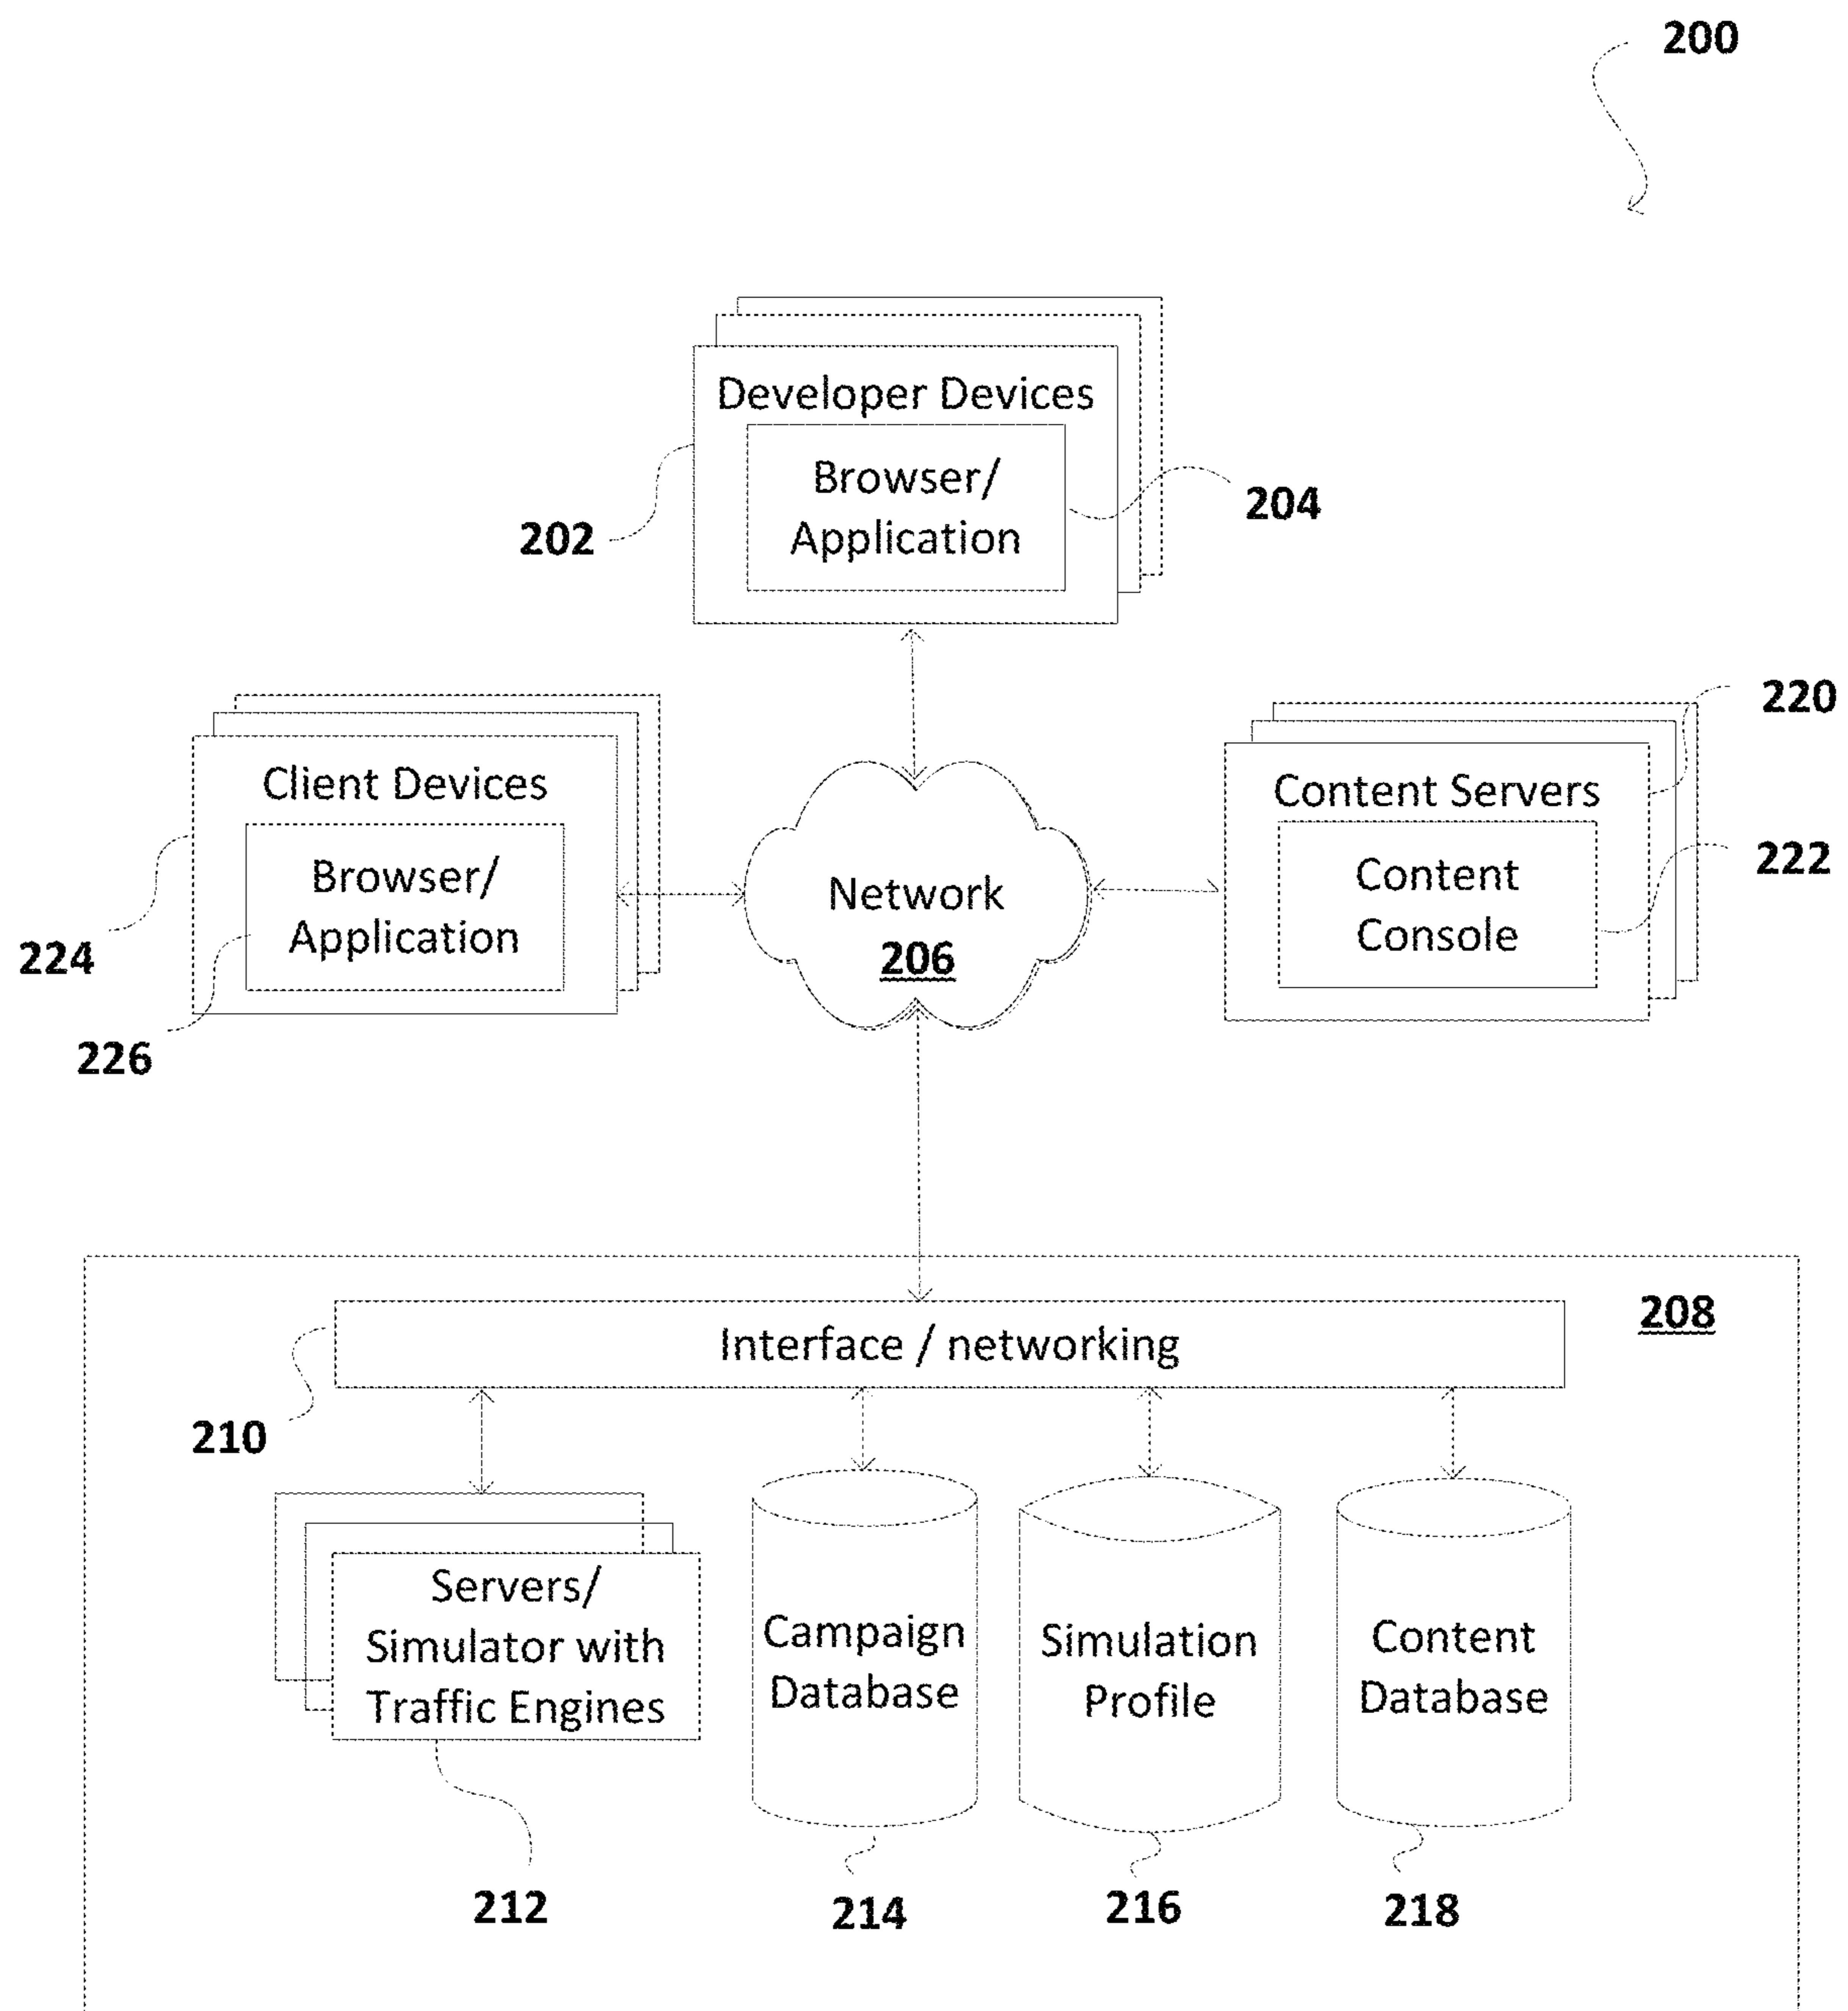 200
Developer Devices
Browser/
Application
202
204
220
Client Devices
Browser/
Application
224
226
Network
206
Content Servers
Content
Console
222
208
Interface / networking
210
Servers/
Simulator with
Traffic Engines
Campaign
Database
Simulation
Profile
Content
Database
212
214
216
218